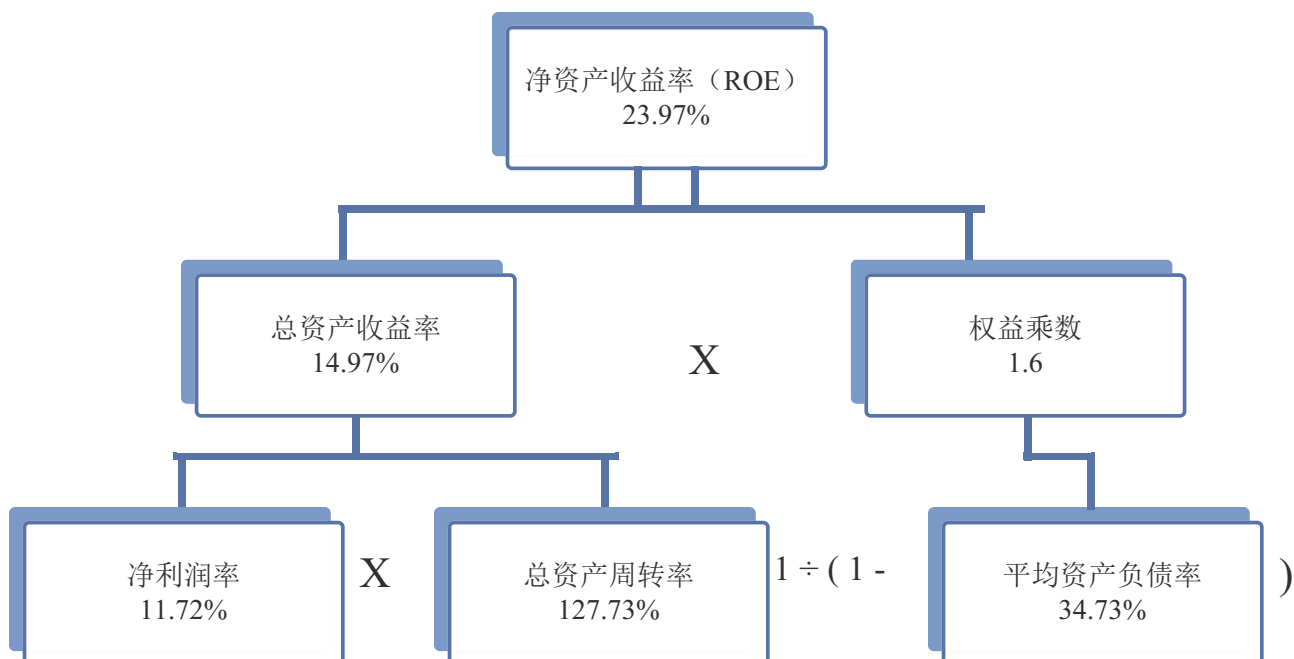 净资产收益率（ROE）
23.97%
总资产收益率
14.97%
X
权益乘数
1.6
净利润率
11.72%
X
总资产周转率
127.73%
1 ÷ ( 1 -
平均资产负债率
34.73%
)